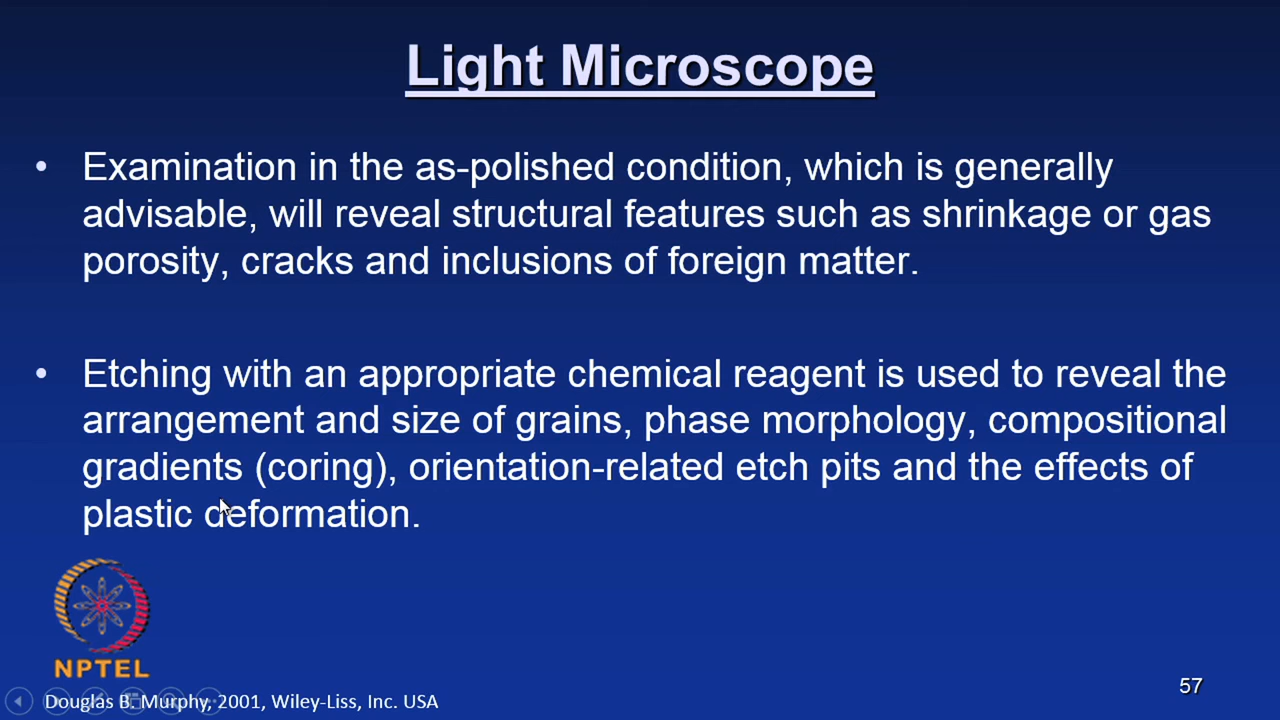 Light Microscope
• Examination in the as-polished condition, which is generally
advisable, will reveal structural features such as shrinkage or gas
porosity, cracks and inclusions of foreign matter.
• Etching with an appropriate chemical reagent is used to reveal the
arrangement and size of grains, phase morphology, compositional
gradients (coring), orientation-related etch pits and the effects of
plastic deformation.
NPTEL
57
Douglas B. Murphy, 2001, Wiley-Liss, Inc. USA